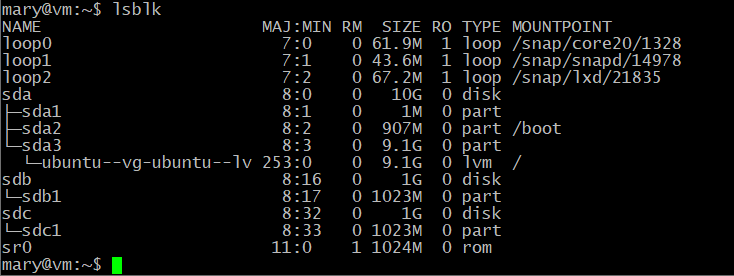 mary@vm:~$ lsblk
NAME                      MAJ:MIN RM  SIZE RO TYPE MOUNTPOINT
loop0                       7:0    0 61.9M  1 loop /snap/core20/1328
loop1                       7:1    0 43.6M  1 loop /snap/snapd/14978
loop2                       7:2    0 67.2M  1 loop /snap/lxd/21835
sda                         8:0    0   10G  0 disk
├─sda1                      8:1    0    1M  0 part
├─sda2                      8:2    0  907M  0 part /boot
└─sda3                      8:3    0  9.1G  0 part
  └─ubuntu--vg-ubuntu--lv 253:0    0  9.1G  0 lvm  /
sdb                         8:16   0    1G  0 disk
└─sdb1                      8:17   0 1023M  0 part
sdc                         8:32   0    1G  0 disk
└─sdc1                      8:33   0 1023M  0 part
sr0                        11:0    1 1024M  0 rom
mary@vm:~$